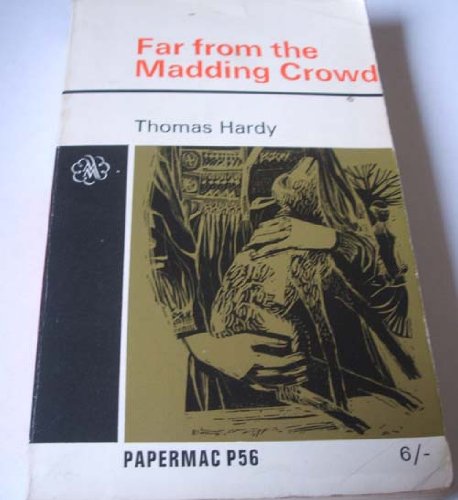 Far from the
Madding Crowd
Thomas Hardy
PAPERMAC P56
6/-